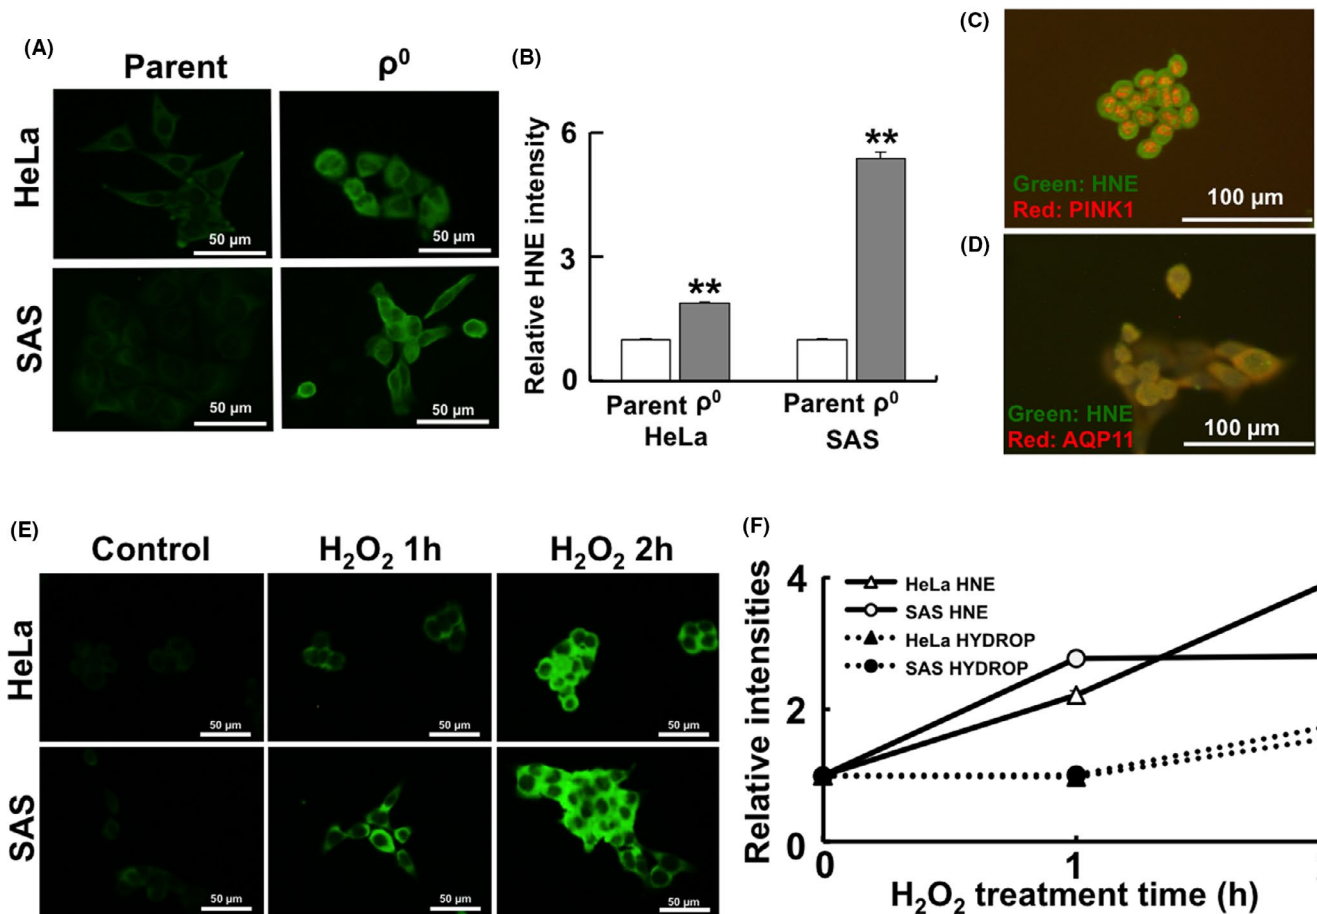 (A)
Parent ρ⁰
HeLa
50 µm 50 µm
SAS
50 µm 50 µm
(B)
Relative HNE intensity
6
3
0
** **
Parent ρ⁰ Parent ρ⁰
HeLa SAS
(C)
Green: HNE
Red: PINK1
100 µm
(D)
Green: HNE
Red: AQP11
100 µm
(E)
Control H₂O₂ 1h H₂O₂ 2h
HeLa
50 µm 50 µm 50 µm
SAS
50 µm 50 µm 50 µm
(F)
Relative intensities
4
2
0
HeLa HNE
SAS HNE
HeLa HYDROP
SAS HYDROP
0 1
H₂O₂ treatment time (h)